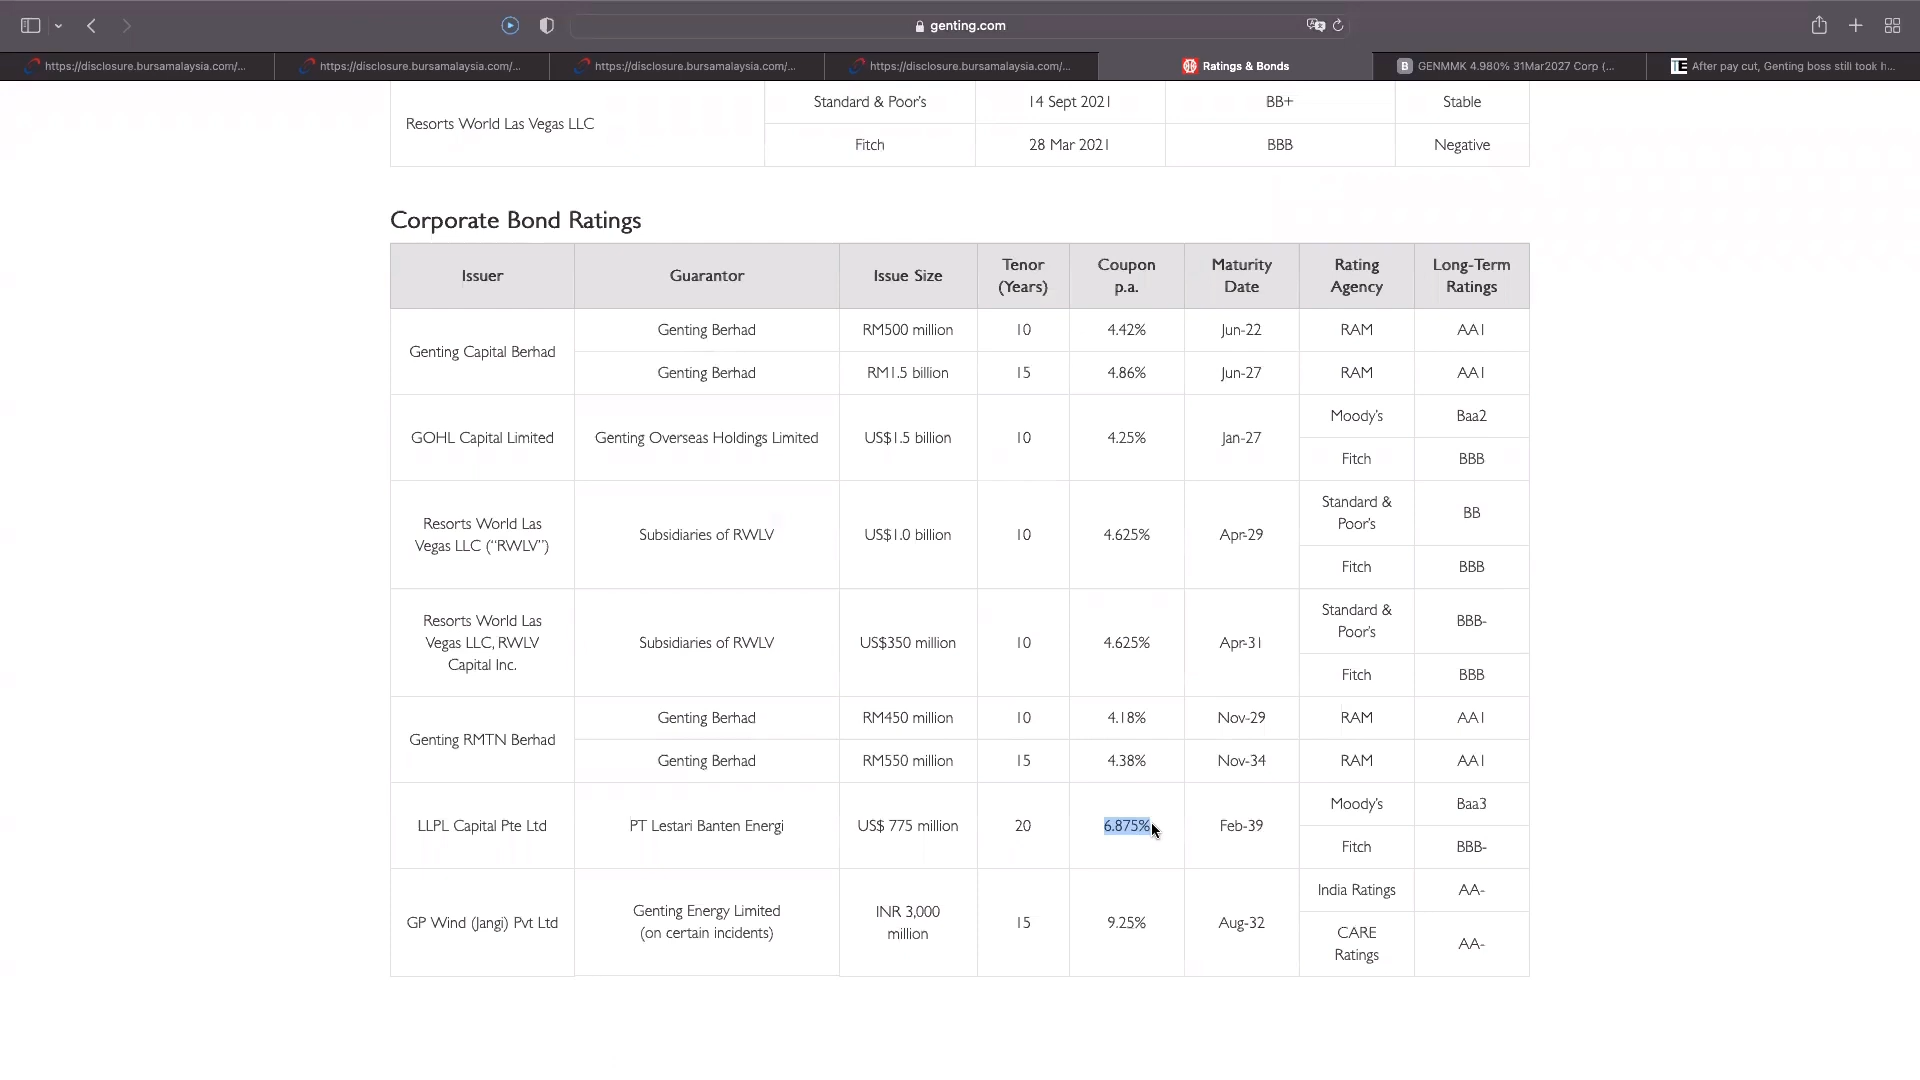 genting.com
https://disclosure.bursamalaysia.com/...
https://disclosure.bursamalaysia.com/...
https://disclosure.bursamalaysia.com/...
https://disclosure.bursamalaysia.com/...
Ratings & Bonds
GENMMK 4.980% 31Mar2027 Corp (...
After pay cut, Genting boss still took h...
Resorts World Las Vegas LLC
Standard & Poor's 14 Sept 2021 BB+ Stable
Fitch 28 Mar 2021 BBB Negative
Corporate Bond Ratings
Issuer Guarantor Issue Size Tenor (Years) Coupon p.a. Maturity Date Rating Agency Long-Term Ratings
Genting Capital Berhad
Genting Berhad RM500 million 10 4.42% Jun-22 RAM AA1
Genting Berhad RM1.5 billion 15 4.86% Jun-27 RAM AA1
GOHL Capital Limited Genting Overseas Holdings Limited US$1.5 billion 10 4.25% Jan-27
Moody's Baa2
Fitch BBB
Resorts World Las
Vegas LLC ("RWLV")
Subsidiaries of RWLV US$1.0 billion 10 4.625% Apr-29
Standard &
Poor's
BB
Fitch BBB
Resorts World Las
Vegas LLC, RWLV
Capital Inc.
Subsidiaries of RWLV US$350 million 10 4.625% Apr-31
Standard &
Poor's
BBB-
Fitch BBB
Genting RMTN Berhad
Genting Berhad RM450 million 10 4.18% Nov-29 RAM AA1
Genting Berhad RM550 million 15 4.38% Nov-34 RAM AA1
LLPL Capital Pte Ltd PT Lestari Banten Energi US$ 775 million 20 6.875% Feb-39
Moody's Baa3
Fitch BBB-
GP Wind (Jangi) Pvt Ltd
Genting Energy Limited
(on certain incidents)
INR 3,000
million
15 9.25% Aug-32
India Ratings AA-
CARE
Ratings
AA-